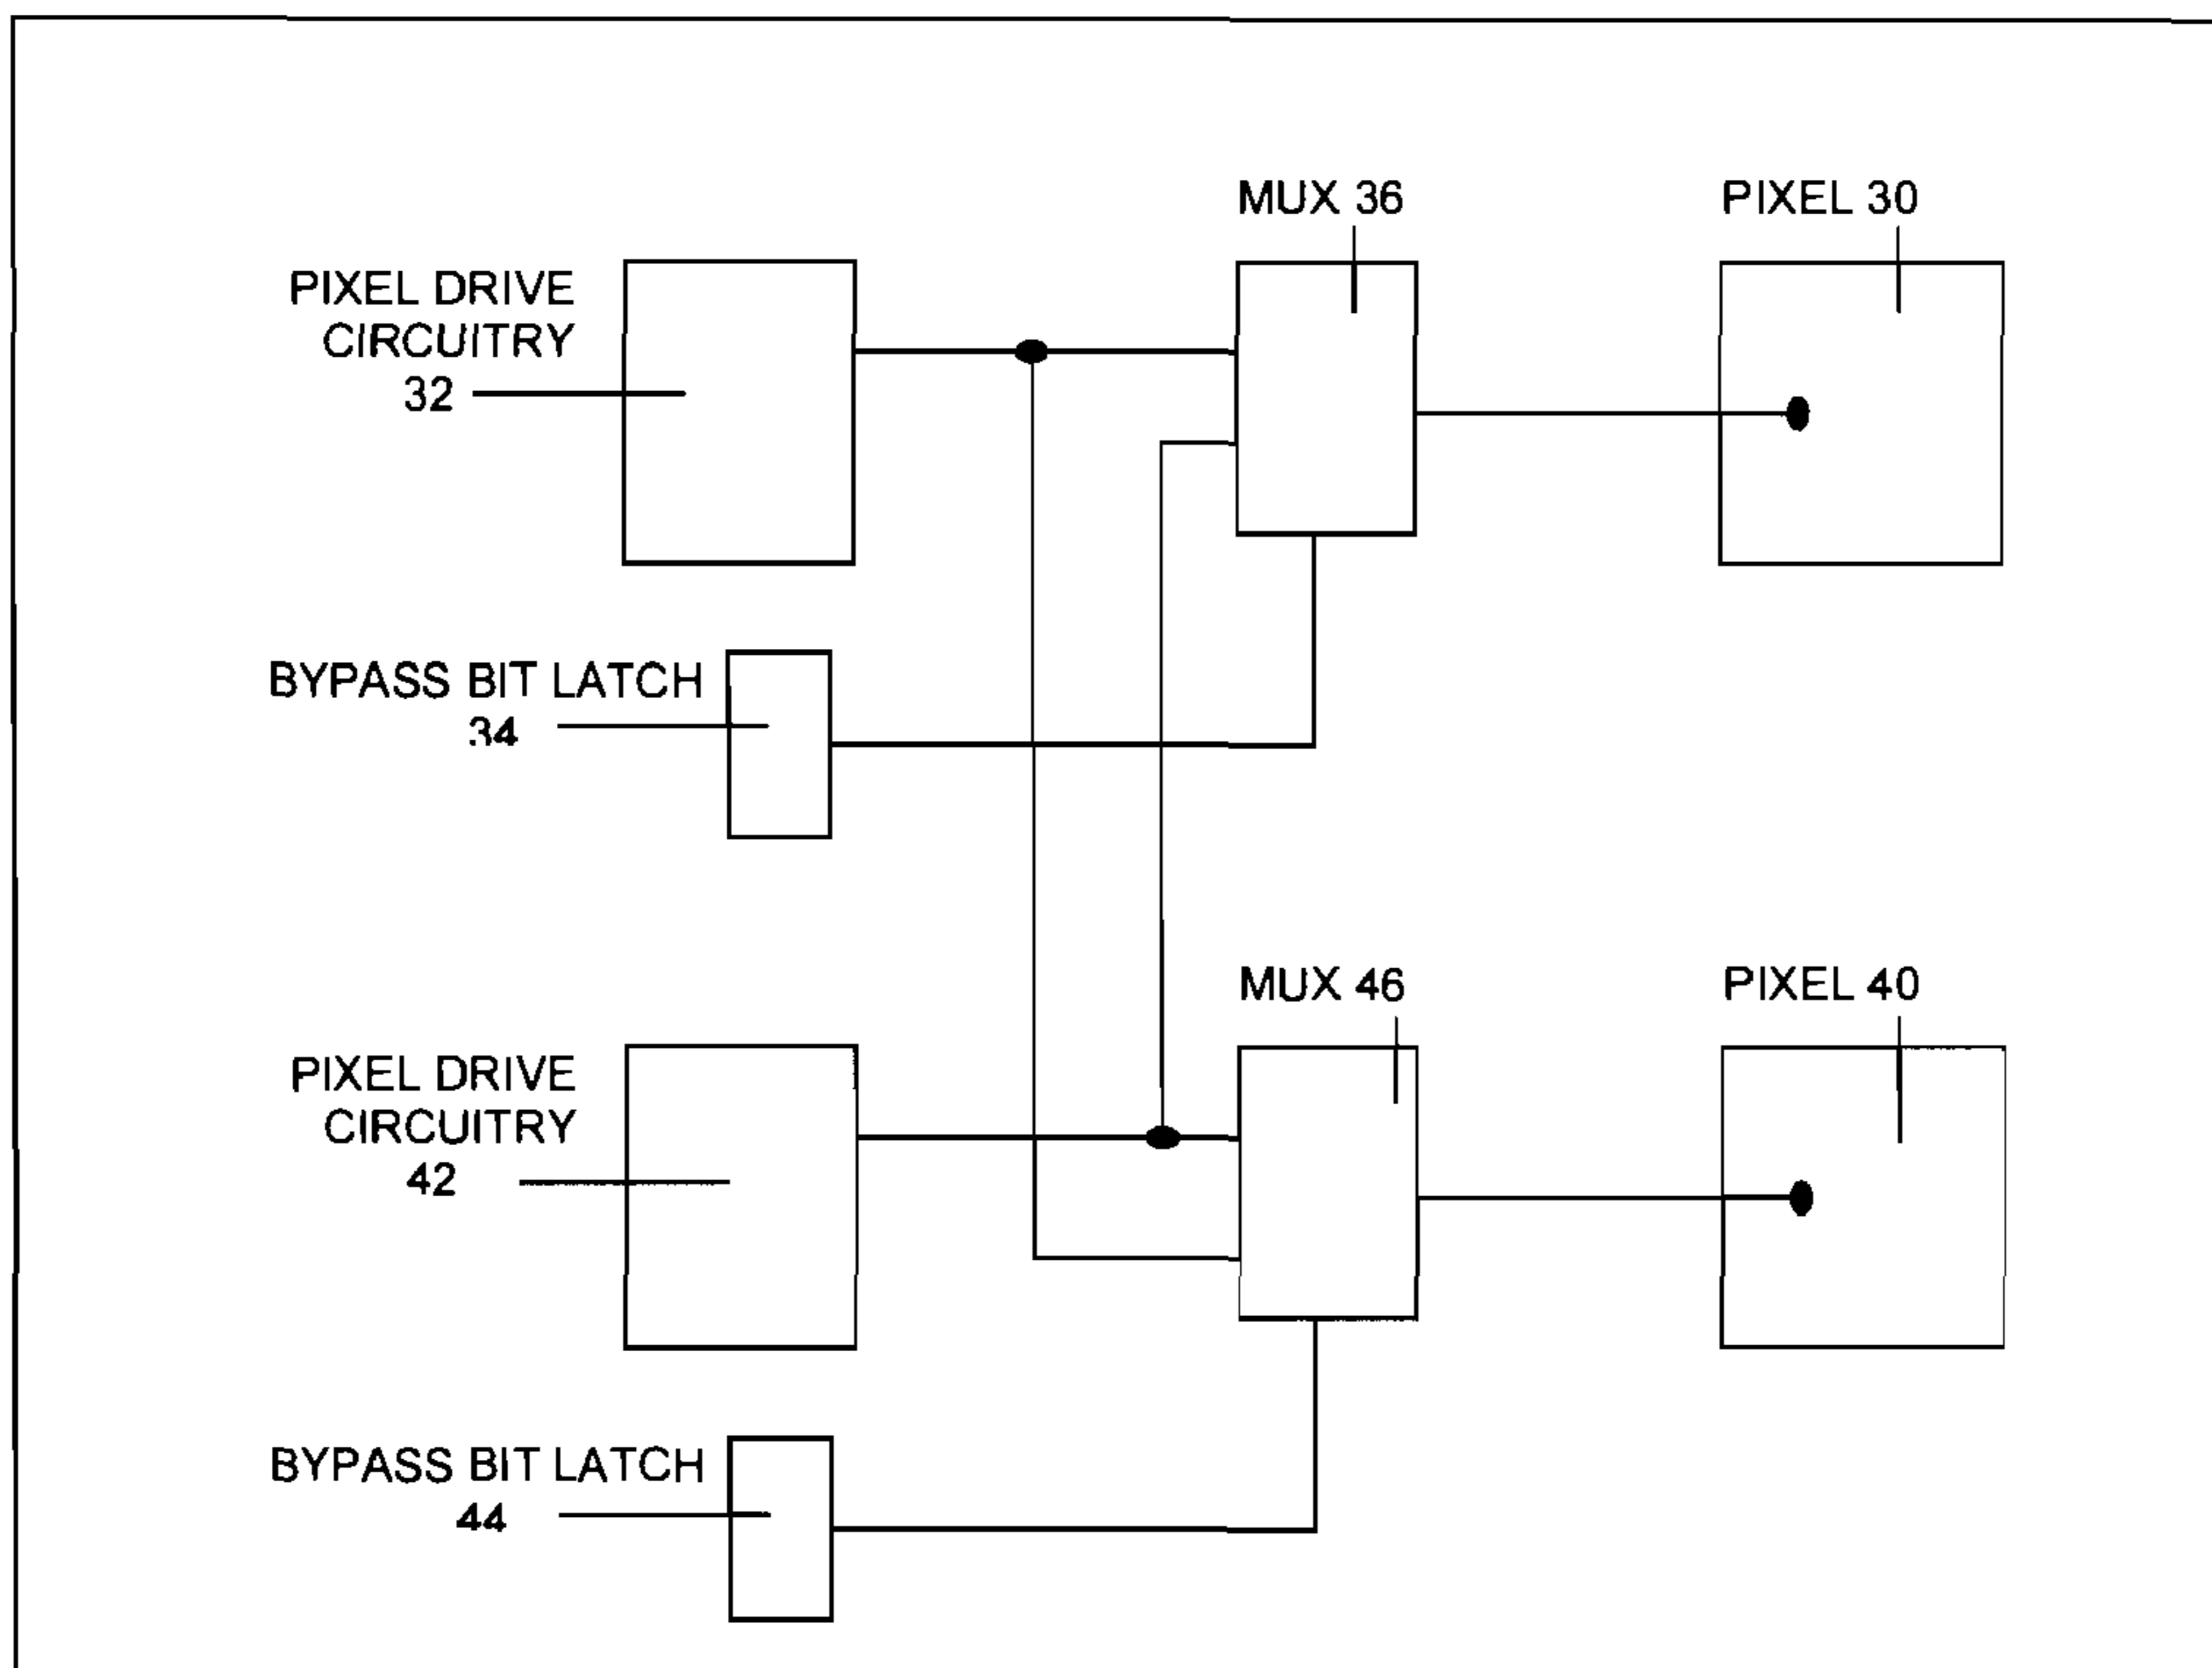 MUX 36
PIXEL 30
PIXEL DRIVE
CIRCUITRY
32
BYPASS BIT LATCH
34
MUX 46
PIXEL 40
PIXEL DRIVE
CIRCUITRY
42
BYPASS BIT LATCH
44